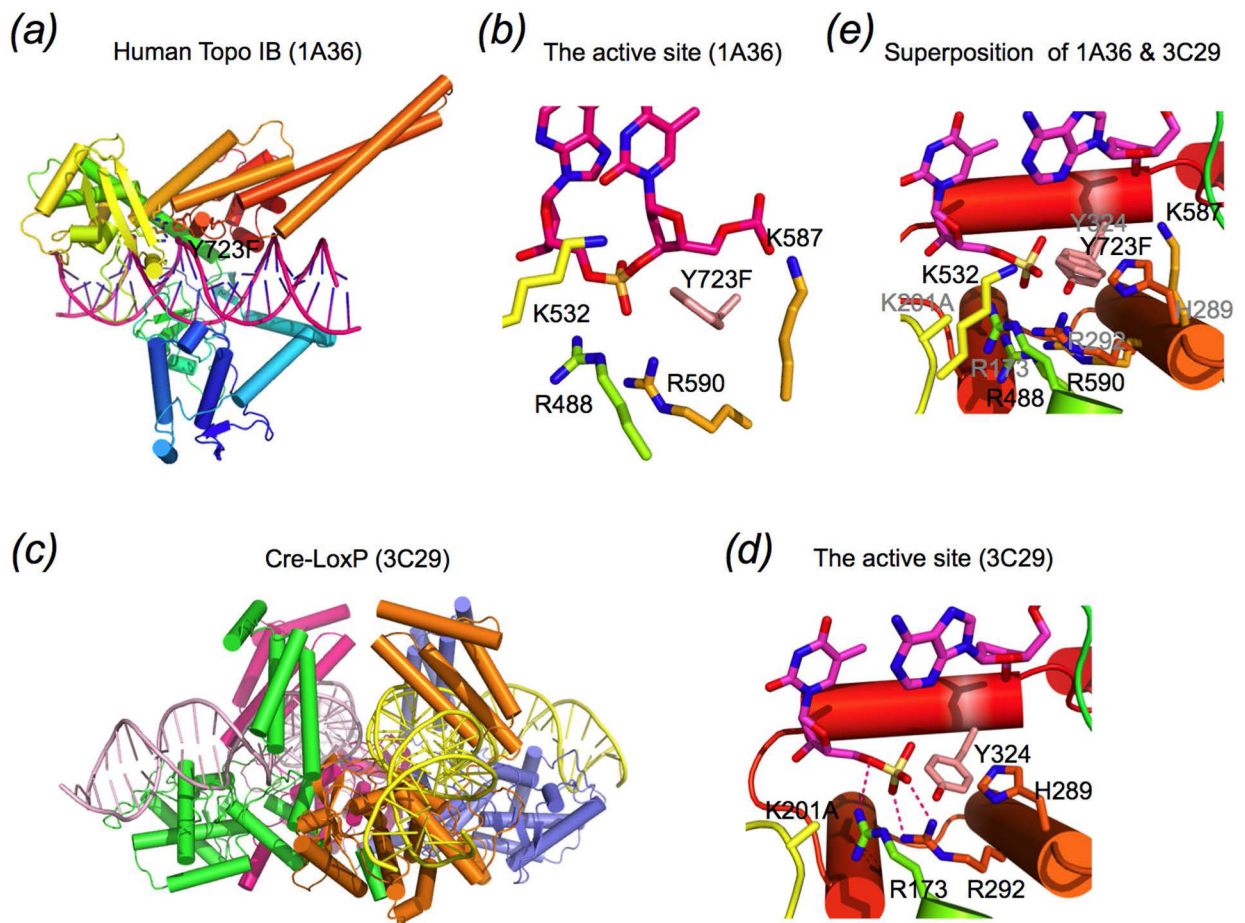 (a)
Human Topo IB (1A36)
Y723F
(b)
The active site (1A36)
K587
Y723F
K532
R590
R488
(e)
Superposition of 1A36 & 3C29
Y324
K587
Y723F
K532
K201A
H289
R292
R173
R590
R488
(c)
Cre-LoxP (3C29)
(d)
The active site (3C29)
Y324
H289
K201A
R173
R292